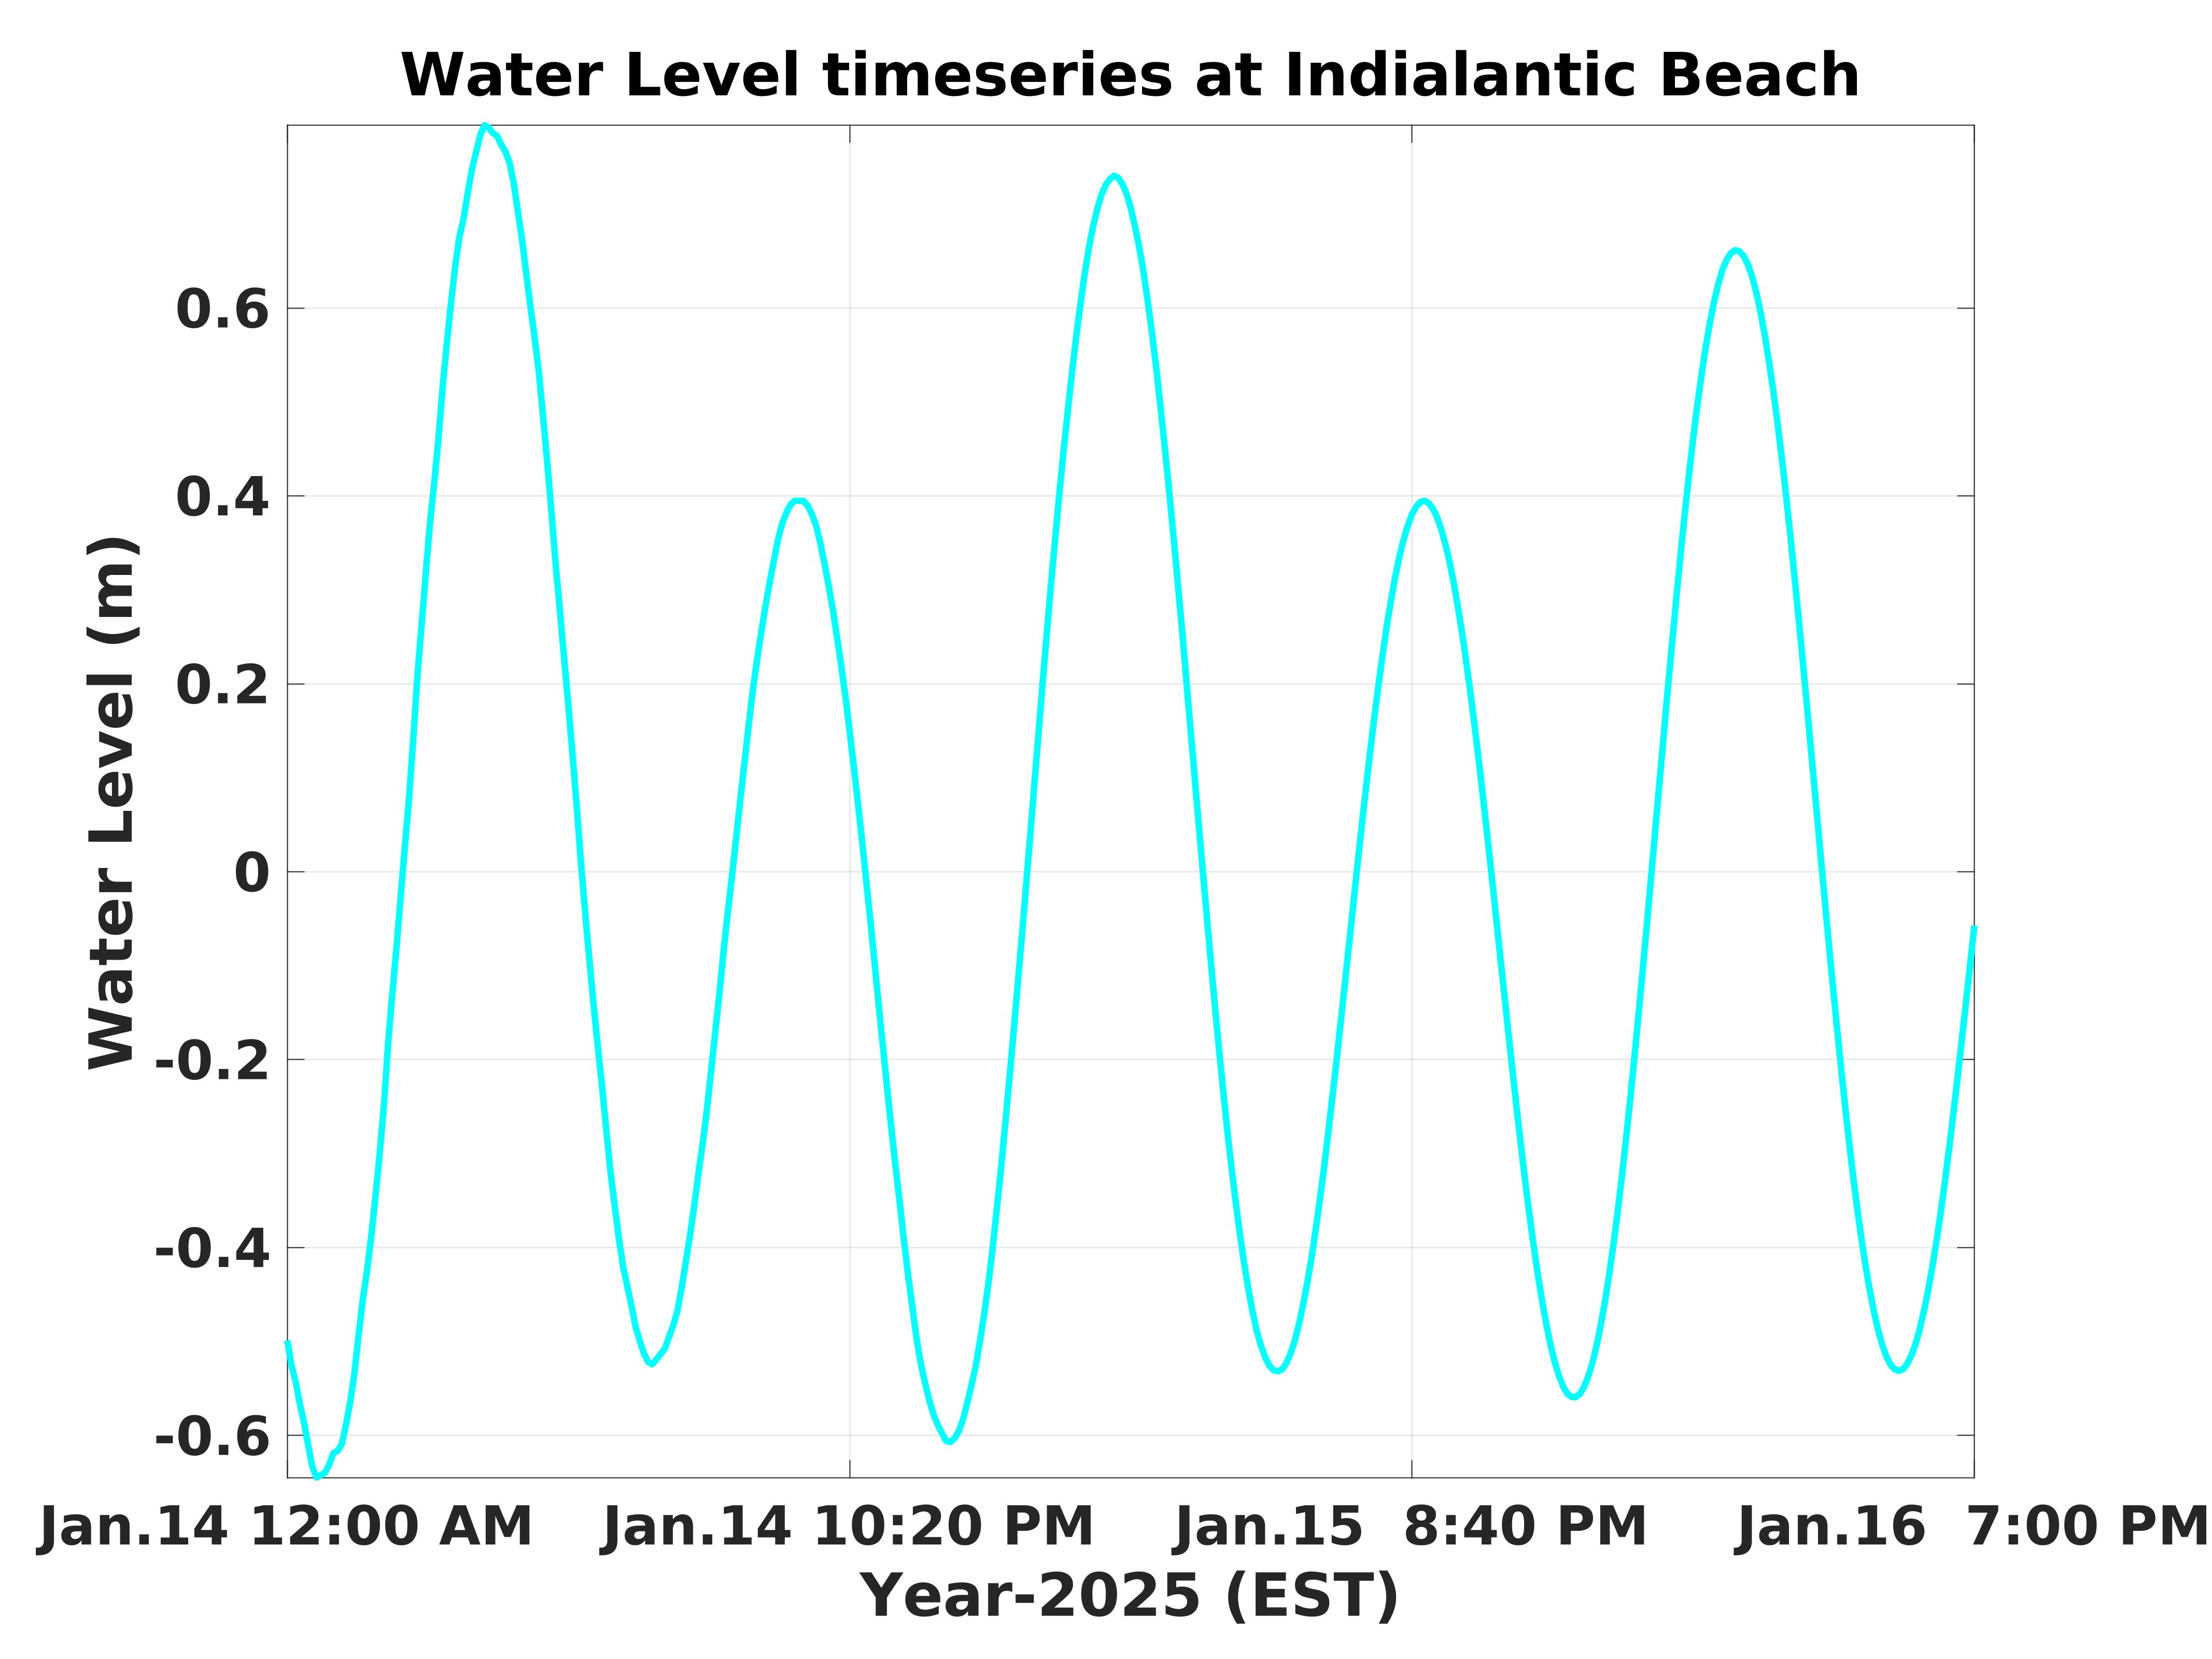 Water Level timeseries at Indialantic Beach
0.6
0.4
0.2
0
-0.2
-0.4
-0.6
Water Level (m)
Jan.14 12:00 AM Jan.14 10:20 PM Jan.15 8:40 PM Jan.16 7:00 PM
Year-2025 (EST)